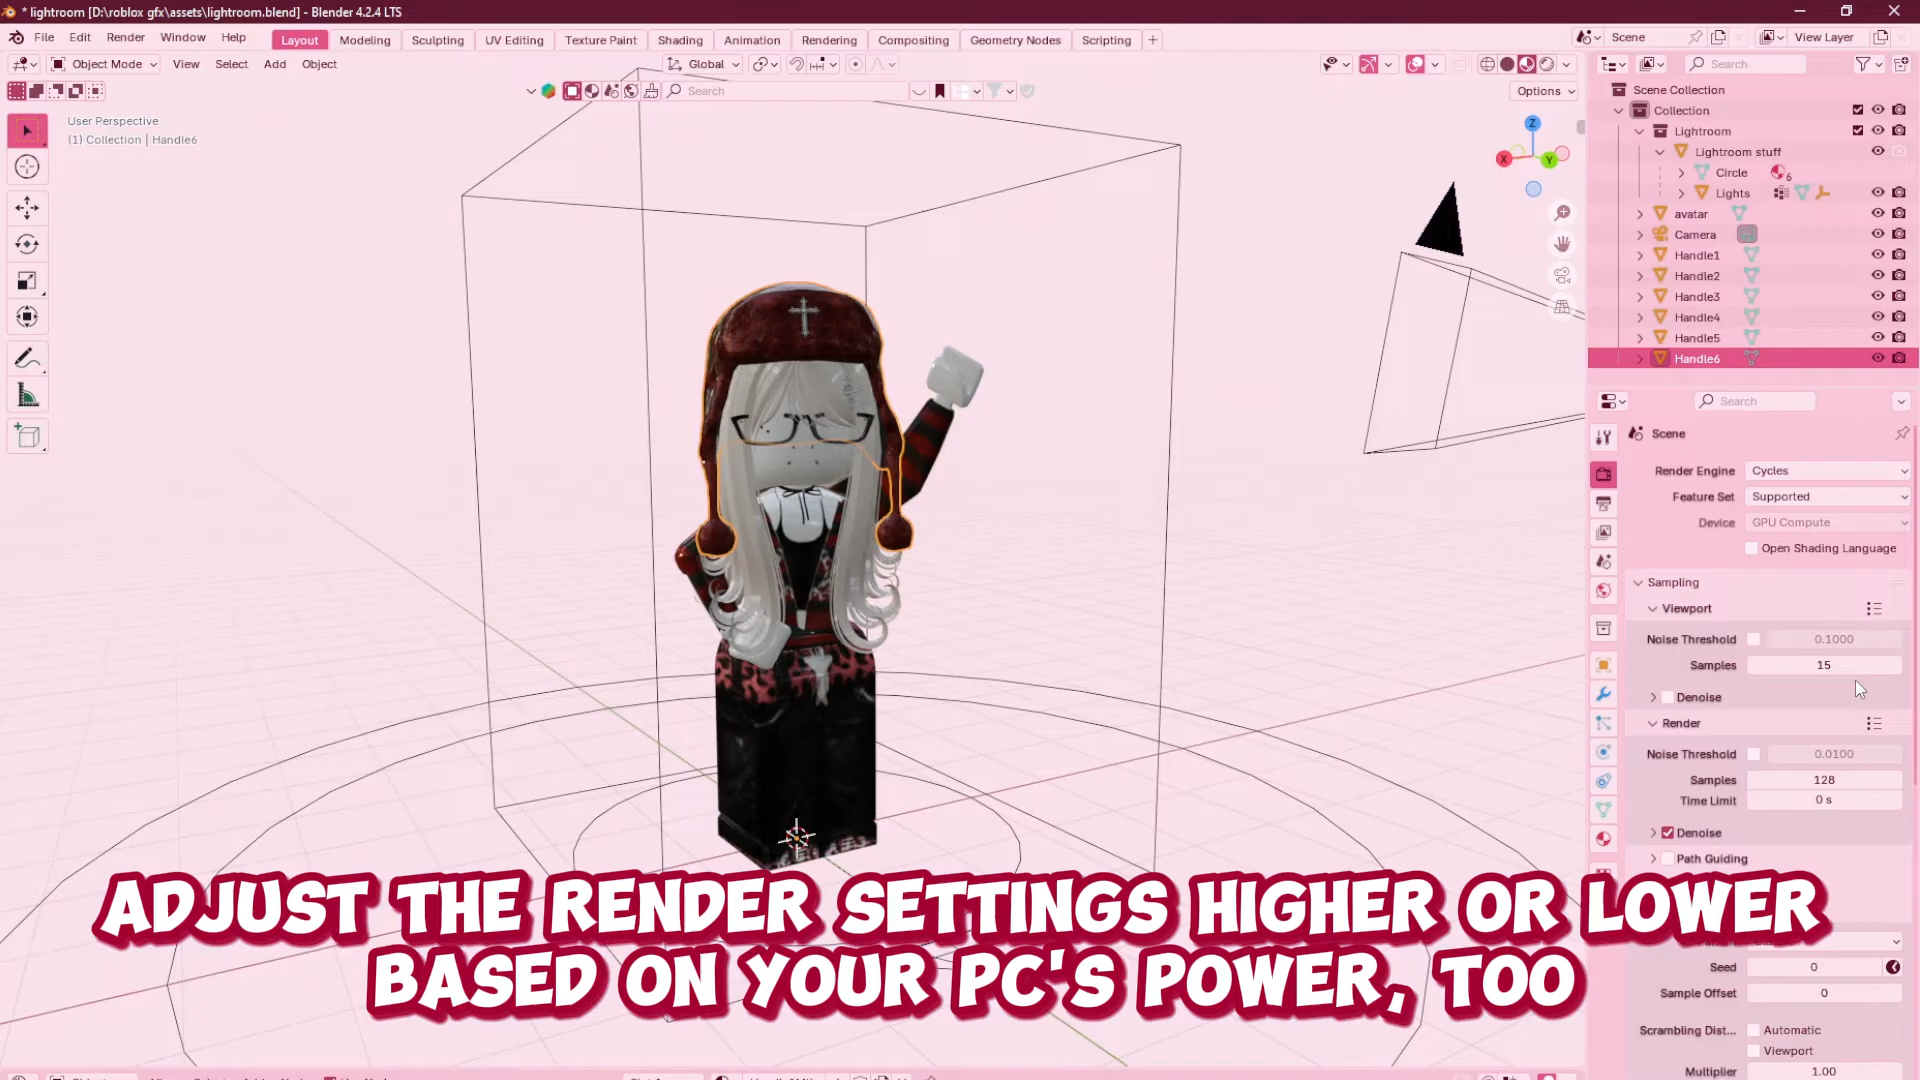 * lightroom [D:\roblox gfx\assets\lightroom.blend] - Blender 4.2.4 LTS
File Edit Render Window Help Layout Modeling Sculpting UV Editing Texture Paint Shading Animation Rendering Compositing Geometry Nodes Scripting Scene View Layer
Object Mode View Select Add Object Global Search
Search Options
User Perspective
(1) Collection | Handle6
Z
X Y
Scene Collection
Collection
Lightroom
Lightroom stuff
Circle 6
Lights
avatar
Camera
Handle1
Handle2
Handle3
Handle4
Handle5
Handle6
Search
Scene
Render Engine Cycles
Feature Set Supported
Device GPU Compute
Open Shading Language
Sampling
Viewport
Noise Threshold 0.1000
Samples 15
Denoise
Render
Noise Threshold 0.0100
Samples 128
Time Limit 0 s
Denoise
Path Guiding
ADJUST THE RENDER SETTINGS HIGHER OR LOWER
BASED ON YOUR PC'S POWER, TOO
Seed 0
Sample Offset 0
Scrambling Dist... Automatic
Viewport
Multiplier 1.00